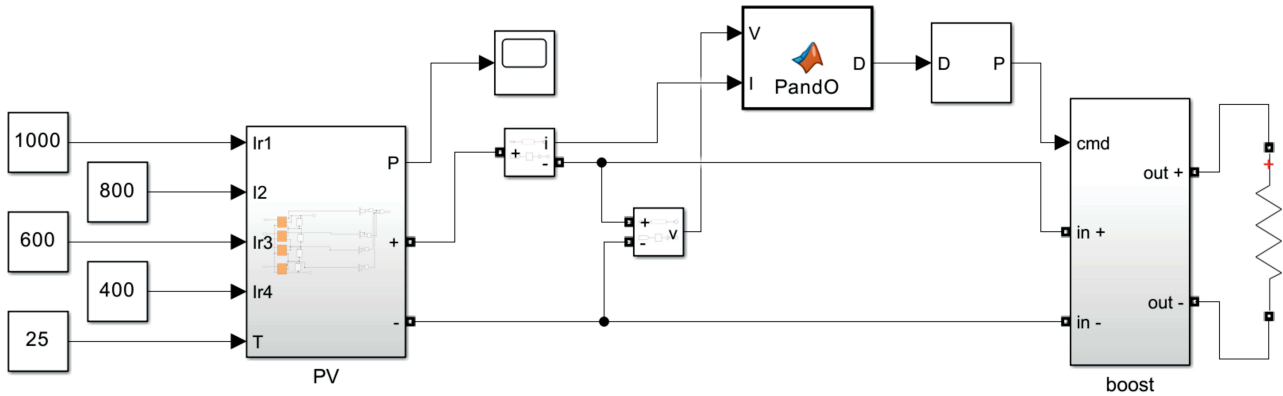 1000
800
600
400
25
Ir1
I2
Ir3
Ir4
T
P
+
-
PV
+
i
-
+
-
v
V
I
D
PandO
D
P
cmd
in +
in -
out +
out -
boost
+